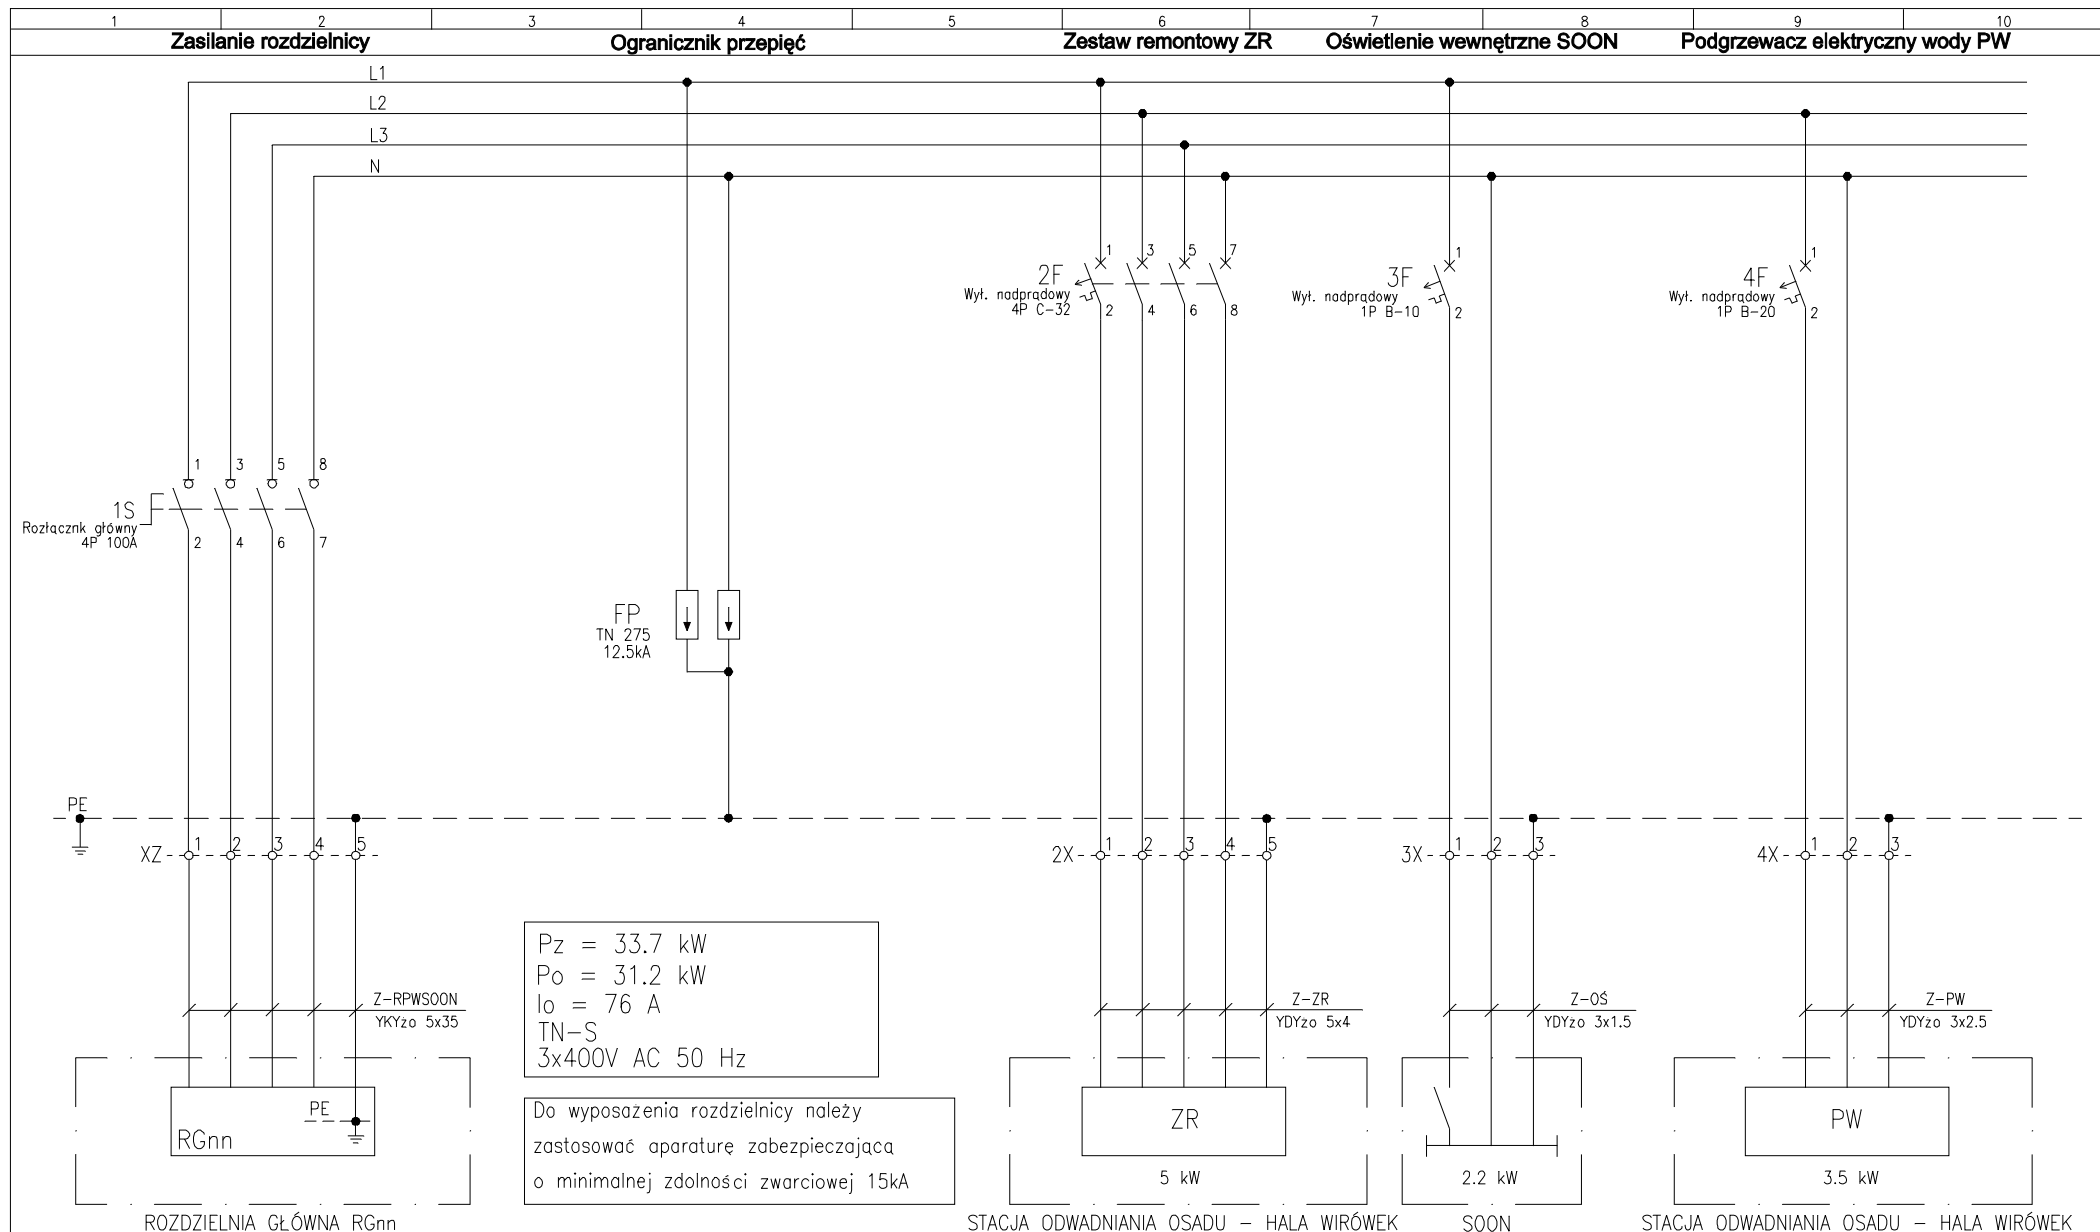 1 2 3 4 5 6 7 8 9 10
Zasilanie rozdzielnicy Ogranicznik przepięć Zestaw remontowy ZR Oświetlenie wewnętrzne SOON Podgrzewacz elektryczny wody PW
L1
L2
L3
N
1 3 5 7
2F
Wył. nadprądowy
4P C-32
2 4 6 8
1
3F
Wył. nadprądowy
1P B-10
2
1
4F
Wył. nadprądowy
1P B-20
2
1 3 5 8
1S
Rozłącznk główny
4P 100A
2 4 6 7
FP
TN 275
12.5kA
PE
XZ 1 2 3 4 5
2X 1 2 3 4 5
3X 1 2 3
4X 1 2 3
Pz = 33.7 kW
Po = 31.2 kW
Io = 76 A
TN-S
3x400V AC 50 Hz
Z-RPWSOON
YKYżo 5x35
Z-ZR
YDYżo 5x4
Z-OŚ
YDYżo 3x1.5
Z-PW
YDYżo 3x2.5
Do wyposażenia rozdzielnicy należy
zastosować aparaturę zabezpieczającą
o minimalnej zdolności zwarciowej 15kA
PE
RGnn
ZR
PW
5 kW
2.2 kW
3.5 kW
ROZDZIELNIA GŁÓWNA RGnn
STACJA ODWADNIANIA OSADU - HALA WIRÓWEK
SOON
STACJA ODWADNIANIA OSADU - HALA WIRÓWEK